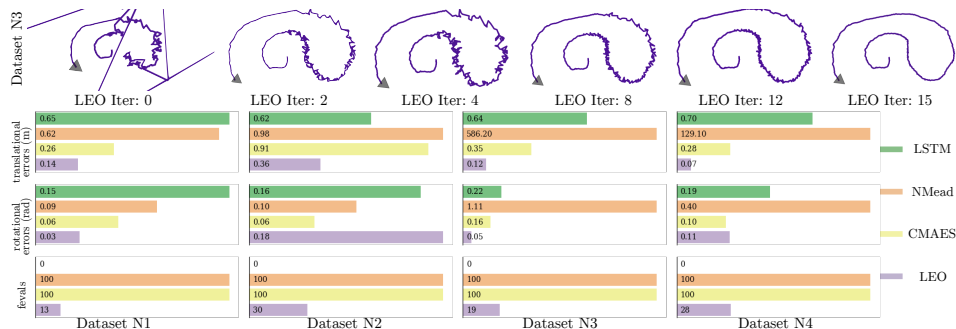 Dataset N3
LEO Iter: 0
LEO Iter: 2
LEO Iter: 4
LEO Iter: 8
LEO Iter: 12
LEO Iter: 15
translational
errors (m)
0.65
0.62
0.26
0.14
0.62
0.98
0.91
0.36
0.64
586.20
0.35
0.12
0.70
129.10
0.28
0.07
rotational
errors (rad)
0.15
0.09
0.06
0.03
0.16
0.10
0.06
0.18
0.22
1.11
0.16
0.05
0.19
0.40
0.10
0.11
fevals
0
100
100
13
0
100
100
30
0
100
100
19
0
100
100
28
Dataset N1
Dataset N2
Dataset N3
Dataset N4
LSTM
NMead
CMAES
LEO